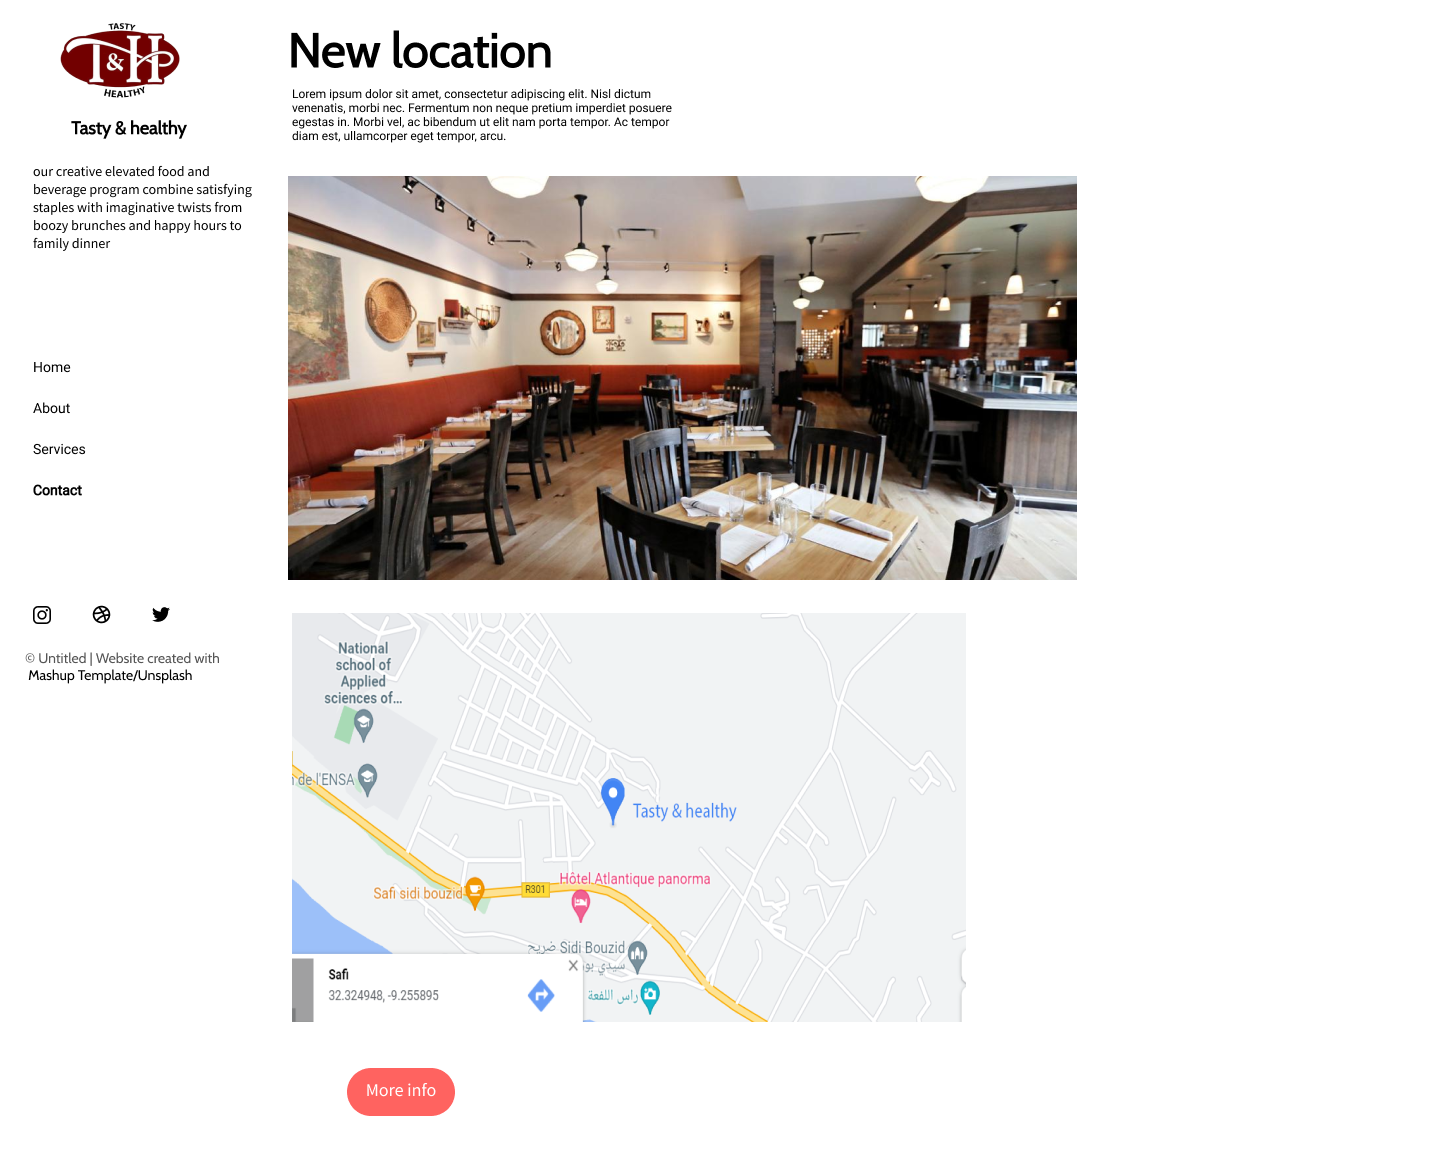 TASTY
T&H
HEALTHY
Tasty & healthy
our creative elevated food and
beverage program combine satisfying
staples with imaginative twists from
boozy brunches and happy hours to
family dinner
Home
About
Services
Contact
© Untitled | Website created with
Mashup Template/Unsplash
New location
Lorem ipsum dolor sit amet, consectetur adipiscing elit. Nisl dictum
venenatis, morbi nec. Fermentum non neque pretium imperdiet posuere
egestas in. Morbi vel, ac bibendum ut elit nam porta tempor. Ac tempor
diam est, ullamcorper eget tempor, arcu.
National
school of
Applied
sciences of...
de l'ENSA
Tasty & healthy
Hôtel Atlantique panorma
R301
Safi sidi bouzid
ضريح Sidi Bouzid
سيدي
راس اللفعة
Safi
32.324948, -9.255895
More info